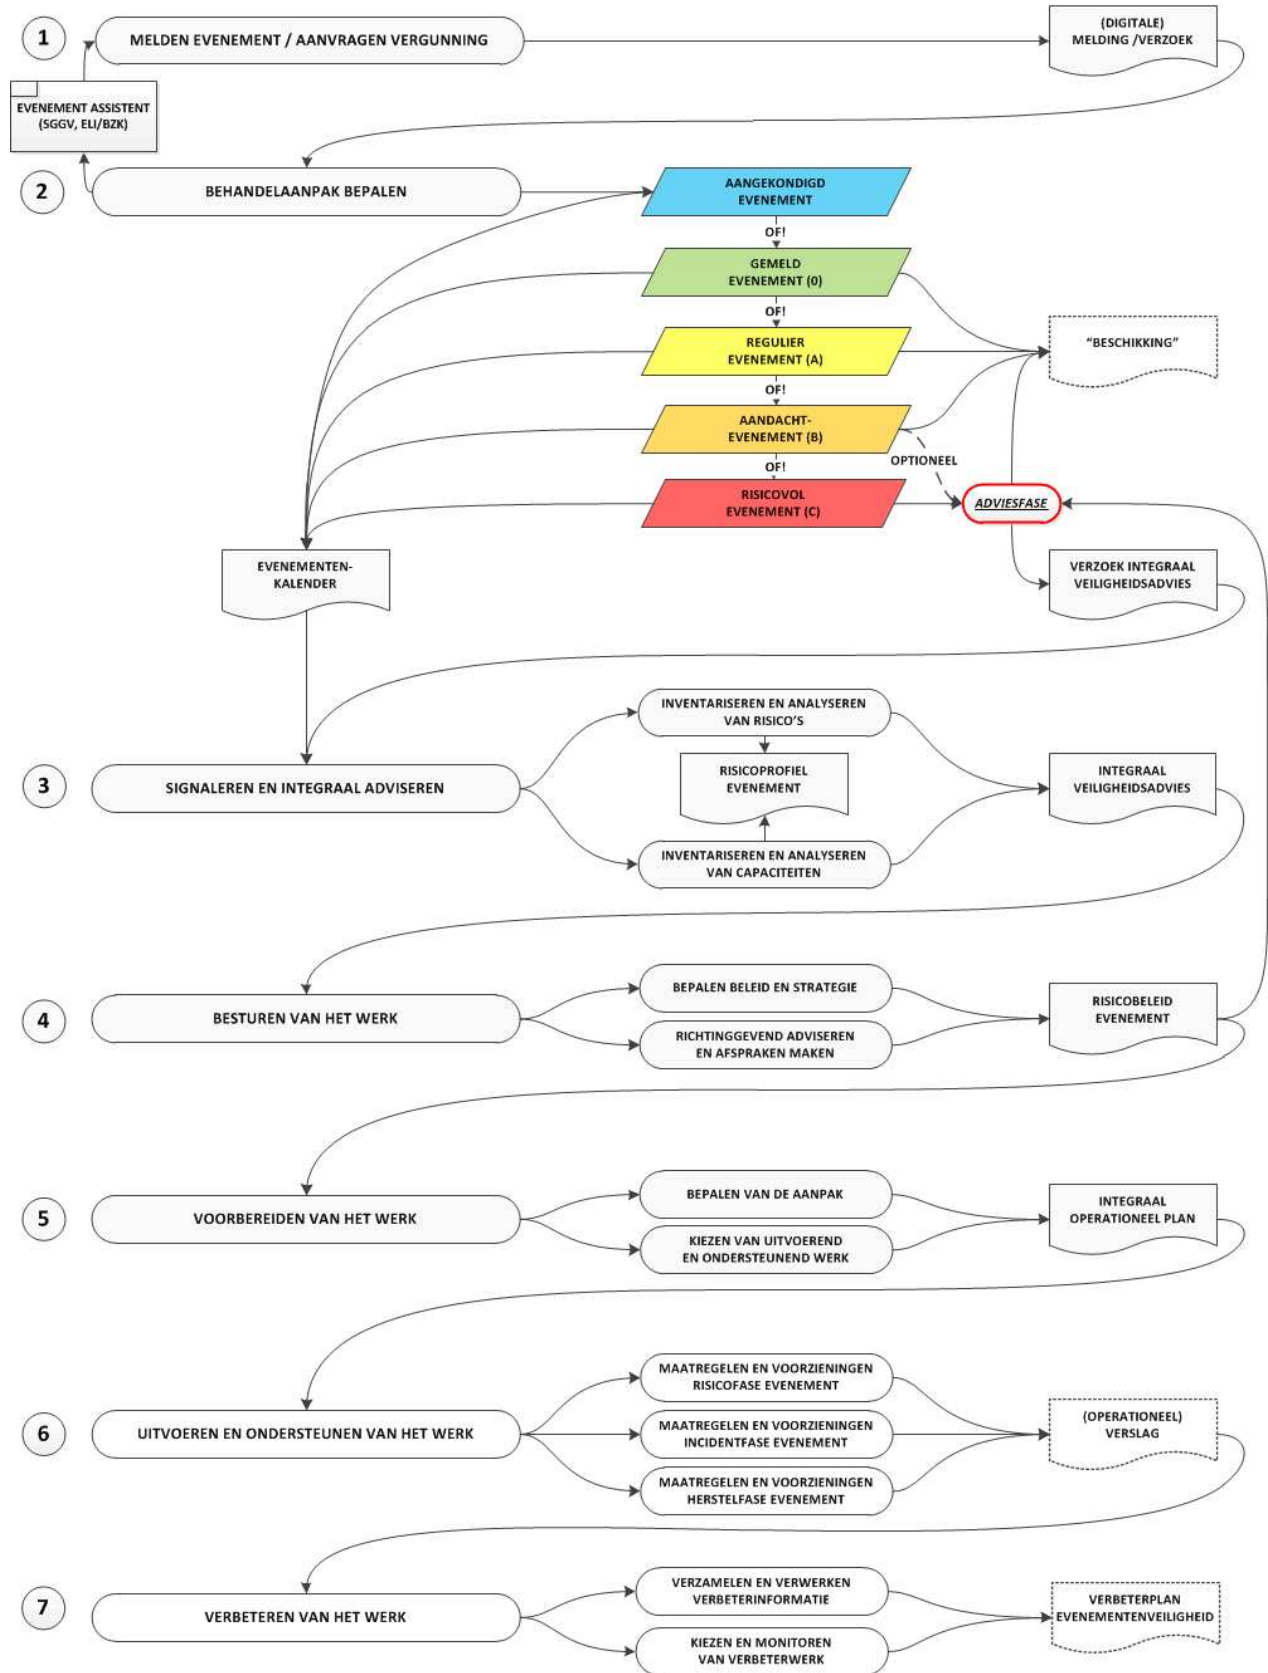 1
MELDEN EVENEMENT / AANVRAGEN VERGUNNING
(DIGITALE)
MELDING /VERZOEK
EVENEMENT ASSISTENT
(SGGV, ELI/BZK)
2
BEHANDELAANPAK BEPALEN
AANGEKONDIGD
EVENEMENT
OF!
GEMELD
EVENEMENT (0)
OF!
REGULIER
EVENEMENT (A)
"BESCHIKKING"
OF!
AANDACHT-
EVENEMENT (B)
OPTIONEEL
OF!
RISICOVOL
EVENEMENT (C)
ADVIESFASE
EVENEMENTEN-
KALENDER
VERZOEK INTEGRAAL
VEILIGHEIDSADVIES
3
SIGNALEREN EN INTEGRAAL ADVISEREN
INVENTARISEREN EN ANALYSEREN
VAN RISICO'S
RISICOPROFIEL
EVENEMENT
INVENTARISEREN EN ANALYSEREN
VAN CAPACITEITEN
INTEGRAAL
VEILIGHEIDSADVIES
4
BESTUREN VAN HET WERK
BEPALEN BELEID EN STRATEGIE
RICHTINGGEVEND ADVISEREN
EN AFSPRAKEN MAKEN
RISICOBELEID
EVENEMENT
5
VOORBEREIDEN VAN HET WERK
BEPALEN VAN DE AANPAK
KIEZEN VAN UITVOEREND
EN ONDERSTEUNEND WERK
INTEGRAAL
OPERATIONEEL PLAN
6
UITVOEREN EN ONDERSTEUNEN VAN HET WERK
MAATREGELEN EN VOORZIENINGEN
RISICOFASE EVENEMENT
MAATREGELEN EN VOORZIENINGEN
INCIDENTFASE EVENEMENT
MAATREGELEN EN VOORZIENINGEN
HERSTELFASE EVENEMENT
(OPERATIONEEL)
VERSLAG
7
VERBETEREN VAN HET WERK
VERZAMELEN EN VERWERKEN
VERBETERINFORMATIE
KIEZEN EN MONITOREN
VAN VERBETERWERK
VERBETERPLAN
EVENEMENTENVEILIGHEID